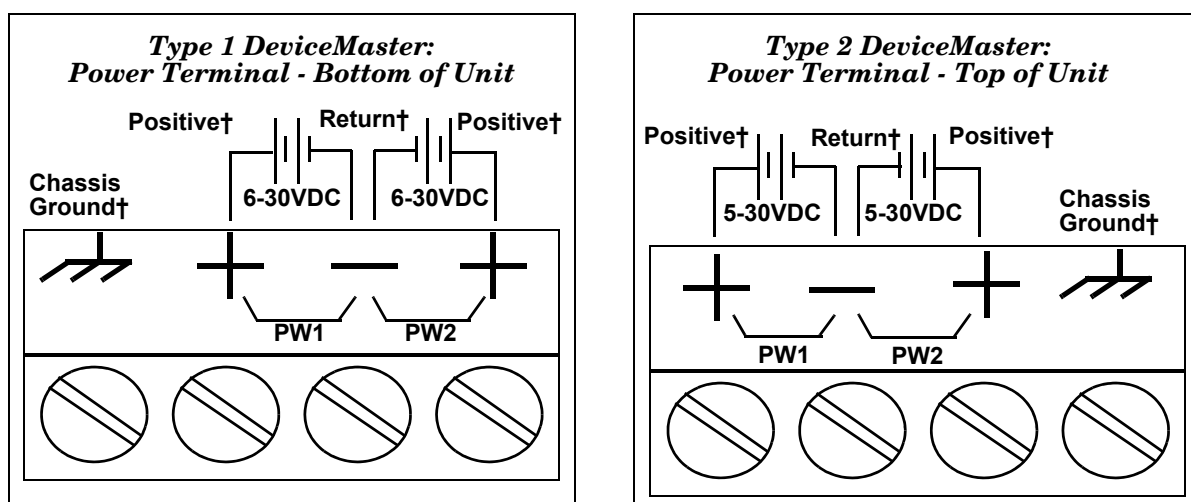 Type 1 DeviceMaster:
Power Terminal - Bottom of Unit
Positive† Return† Positive†
6-30VDC 6-30VDC
Chassis
Ground†
PW1 PW2
Type 2 DeviceMaster:
Power Terminal - Top of Unit
Positive† Return† Positive†
5-30VDC 5-30VDC
Chassis
Ground†
PW1 PW2